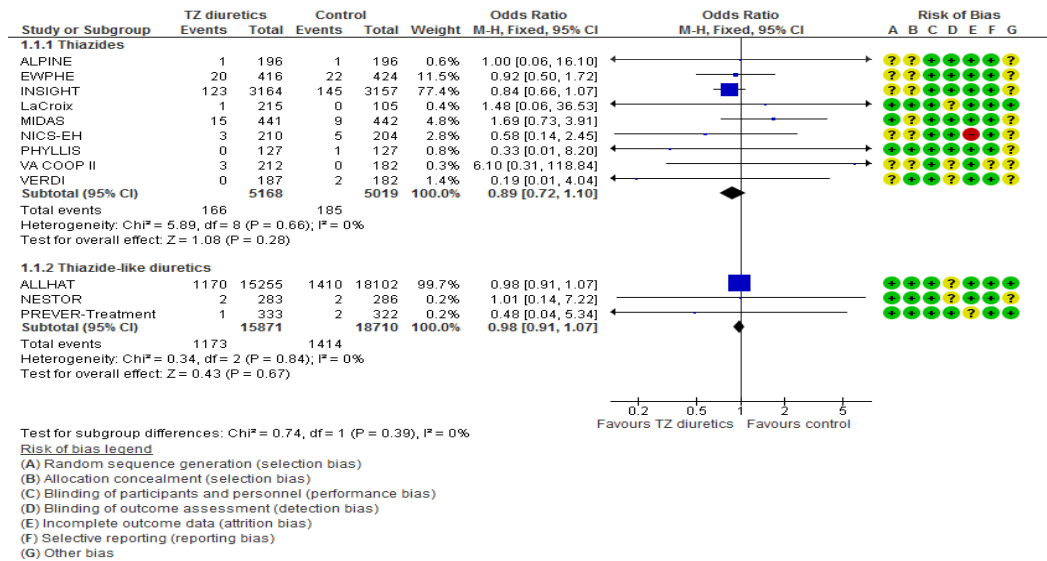 TZ diuretics Control Odds Ratio Odds Ratio Risk of Bias
Study or Subgroup Events Total Events Total Weight M-H, Fixed, 95% CI M-H, Fixed, 95% CI A B C D E F G
1.1.1 Thiazides
ALPINE 1 196 1 196 0.6% 1.00 [0.06, 16.10] ? ? + + + + ?
EWPHE 20 416 22 424 11.5% 0.92 [0.50, 1.72] ? ? + + + + ?
INSIGHT 123 3164 145 3157 77.4% 0.84 [0.66, 1.07] ? + + + + + ?
LaCroix 1 215 0 105 0.4% 1.48 [0.06, 36.53] + + + ? + + +
MIDAS 15 441 9 442 4.8% 1.69 [0.73, 3.91] + ? + + + + ?
NICS-EH 3 210 5 204 2.8% 0.58 [0.14, 2.45] ? ? + + - + ?
PHYLLIS 0 127 1 127 0.8% 0.33 [0.01, 8.20] + + + + + + +
VA COOP II 3 212 0 182 0.3% 6.10 [0.31, 118.84] ? ? + ? + ? ?
VERDI 0 187 2 182 1.4% 0.19 [0.01, 4.04] ? + + ? + + ?
Subtotal (95% CI) 5168 5019 100.0% 0.89 [0.72, 1.10]
Total events 166 185
Heterogeneity: Chi² = 5.89, df = 8 (P = 0.66); I² = 0%
Test for overall effect: Z = 1.08 (P = 0.28)
1.1.2 Thiazide-like diuretics
ALLHAT 1170 15255 1410 18102 99.7% 0.98 [0.91, 1.07] + + + ? + + +
NESTOR 2 283 2 286 0.2% 1.01 [0.14, 7.22] + + + ? + + ?
PREVER-Treatment 1 333 2 322 0.2% 0.48 [0.04, 5.34] + + + + ? + +
Subtotal (95% CI) 15871 18710 100.0% 0.98 [0.91, 1.07]
Total events 1173 1414
Heterogeneity: Chi² = 0.34, df = 2 (P = 0.84); I² = 0%
Test for overall effect: Z = 0.43 (P = 0.67)
0.2 0.5 1 2 5
Favours TZ diuretics Favours control
Test for subgroup differences: Chi² = 0.74, df = 1 (P = 0.39), I² = 0%
Risk of bias legend
(A) Random sequence generation (selection bias)
(B) Allocation concealment (selection bias)
(C) Blinding of participants and personnel (performance bias)
(D) Blinding of outcome assessment (detection bias)
(E) Incomplete outcome data (attrition bias)
(F) Selective reporting (reporting bias)
(G) Other bias